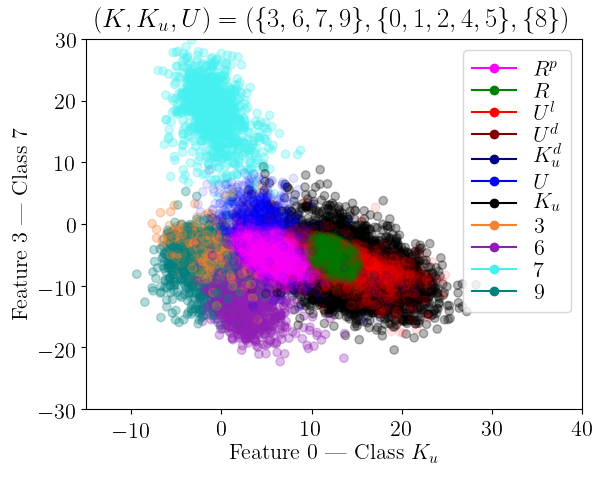 (K, K_u, U) = ({3, 6, 7, 9}, {0, 1, 2, 4, 5}, {8})
R^p
R
U^l
U^d
K_u^d
U
K_u
3
6
7
9
30
20
10
0
−10
−20
−30
Feature 3 — Class 7
−10
0
10
20
30
40
Feature 0 — Class K_u